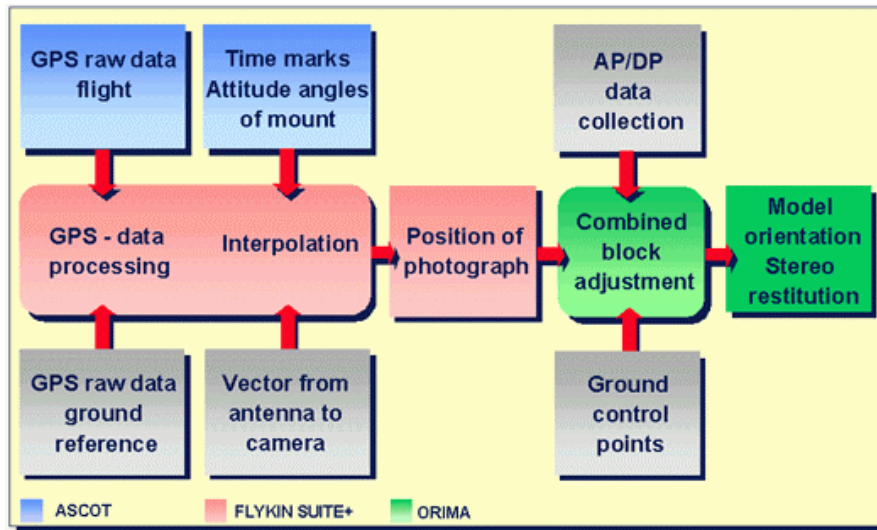 GPS raw data
flight
Time marks
Attitude angles
of mount
AP/DP
data
collection
GPS - data
processing
Interpolation
Position of
photograph
Combined
block
adjustment
Model
orientation
Stereo
restitution
GPS raw data
ground
reference
Vector from
antenna to
camera
Ground
control
points
ASCOT
FLYKIN SUITE+
ORIMA